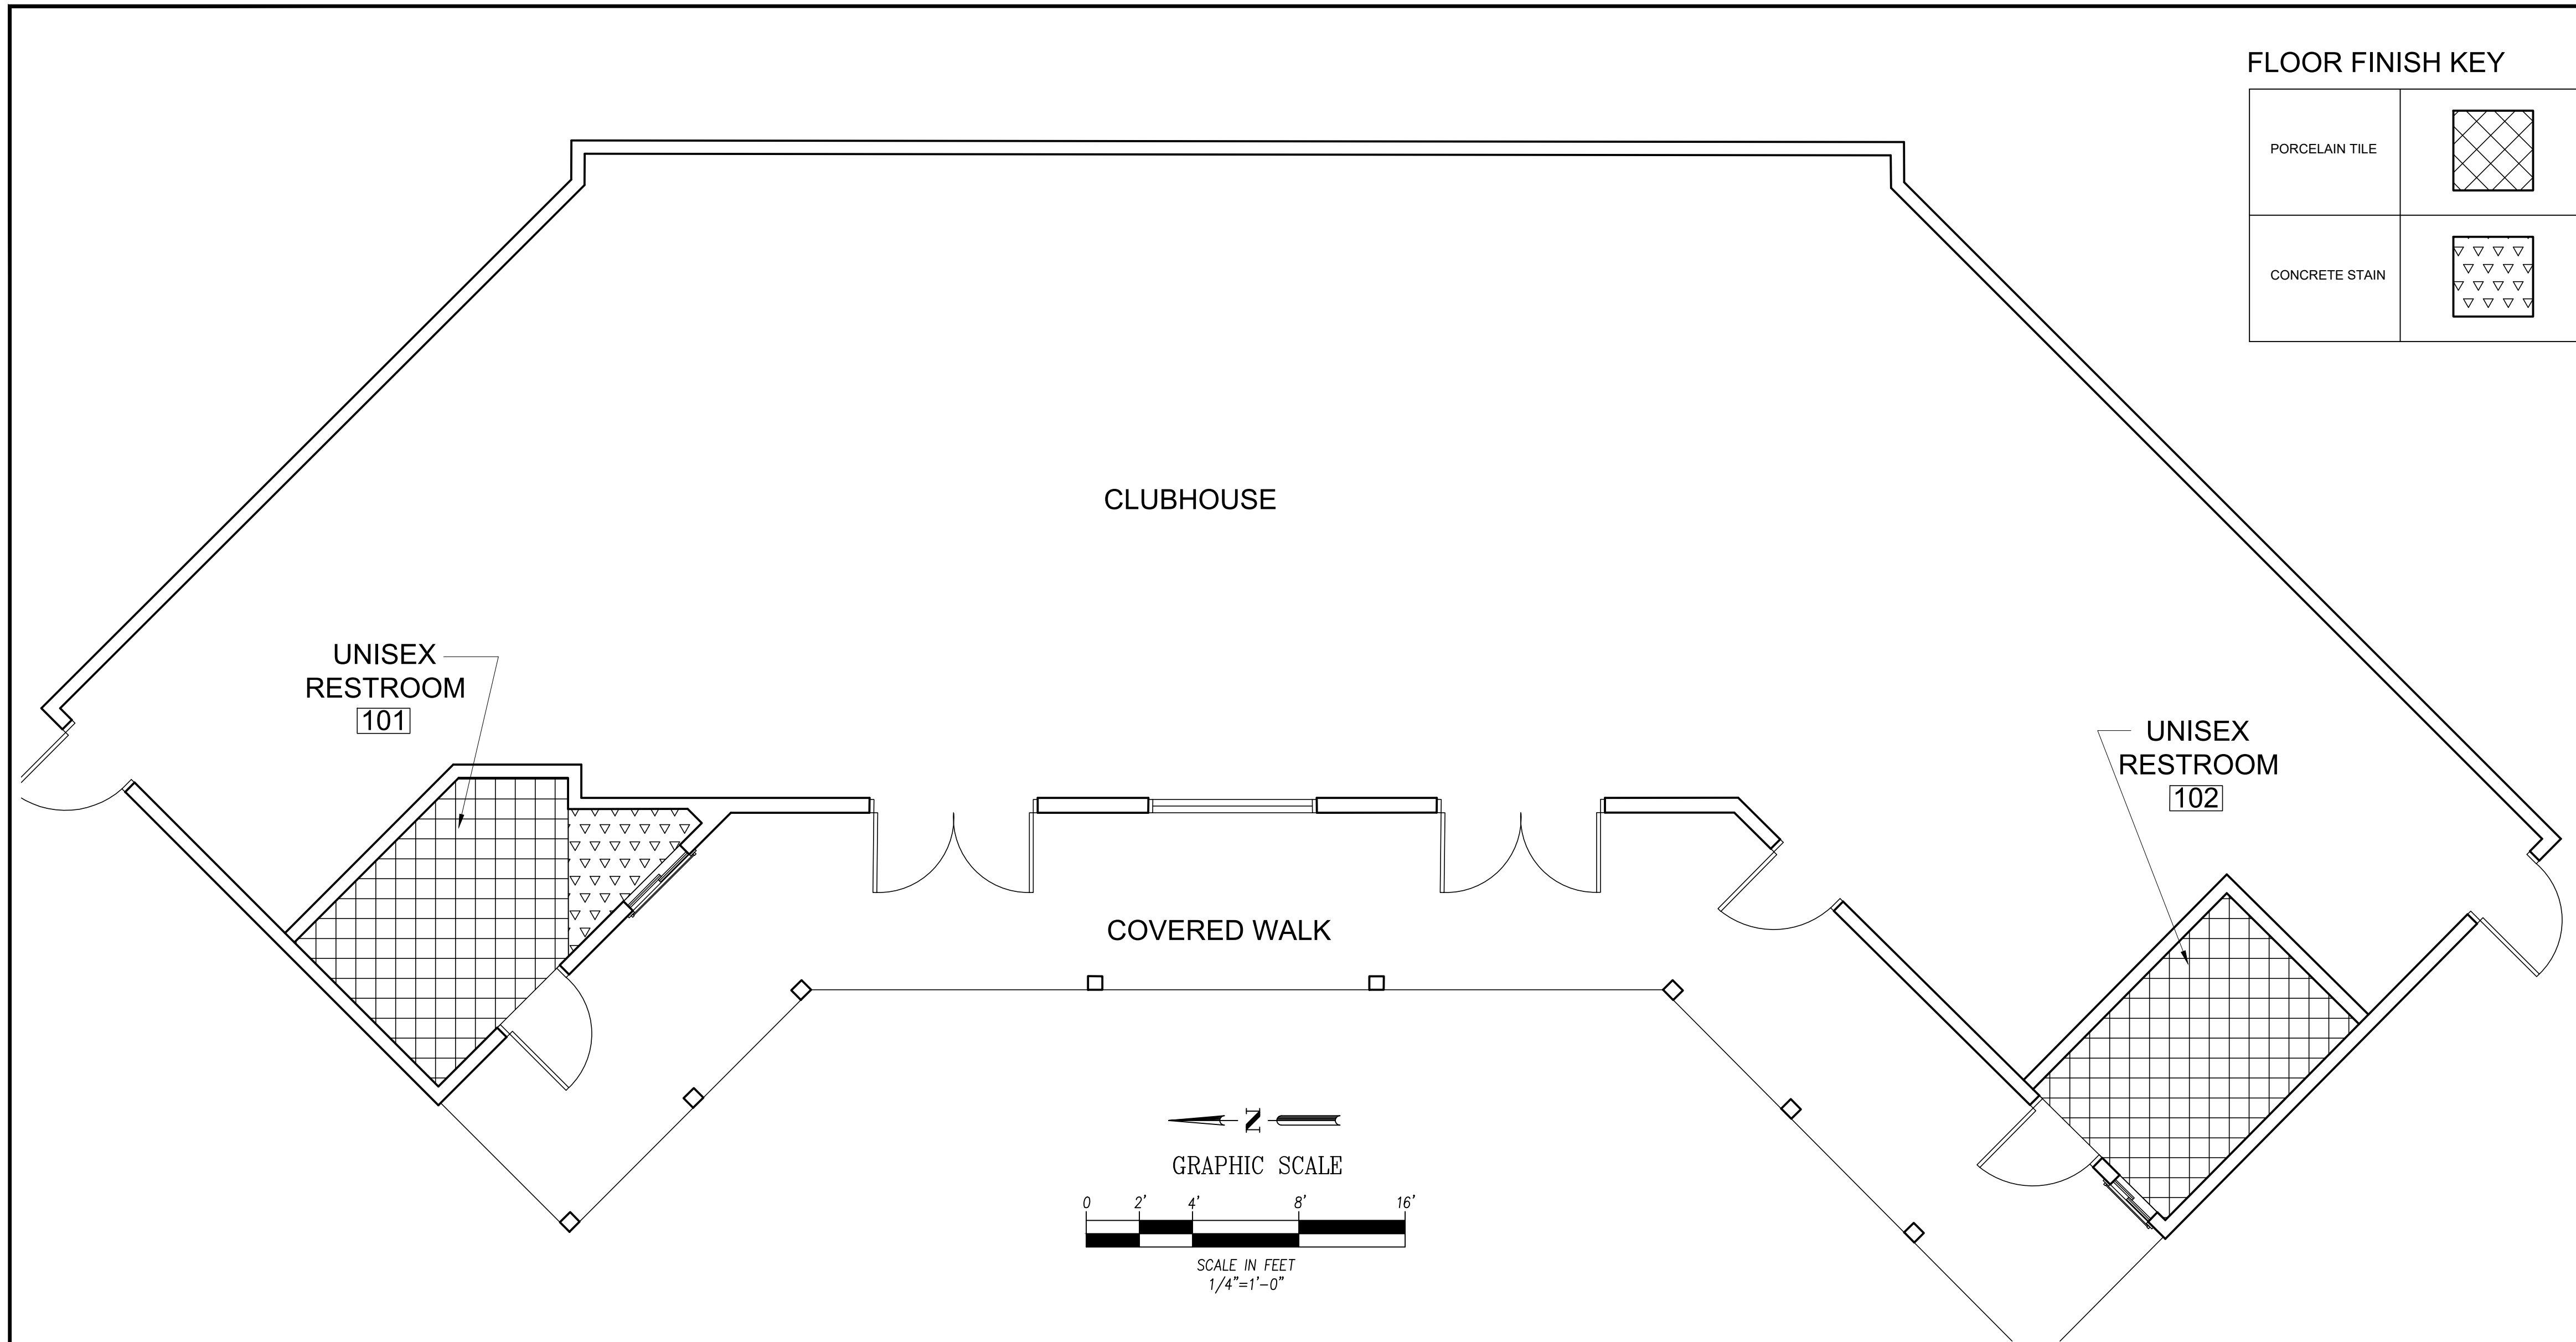 FLOOR FINISH KEY
PORCELAIN TILE
CONCRETE STAIN
CLUBHOUSE
UNISEX
RESTROOM
101
UNISEX
RESTROOM
102
COVERED WALK
N
GRAPHIC SCALE
0 2' 4' 8' 16'
SCALE IN FEET
1/4"=1'-0"